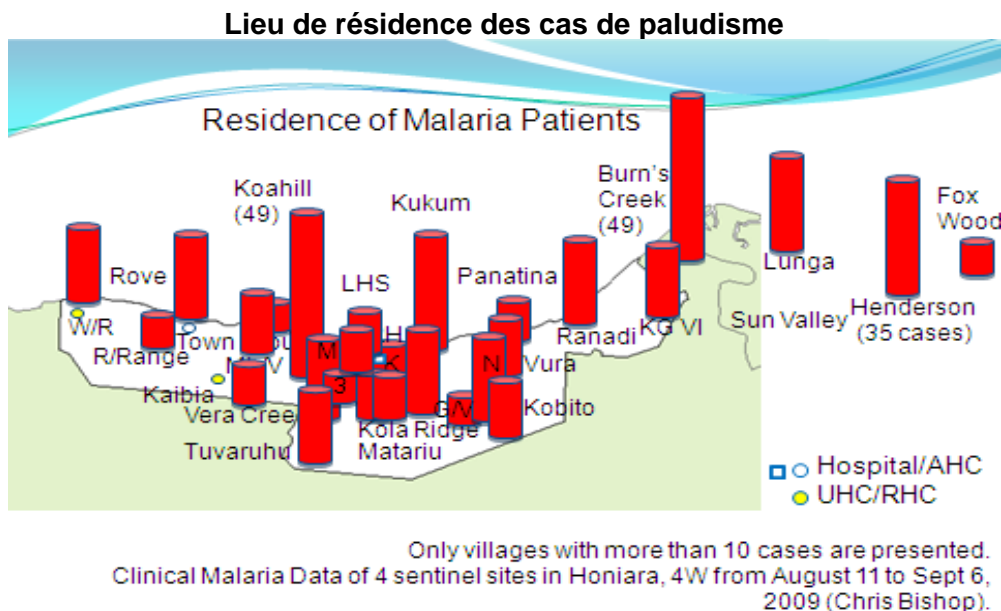 Lieu de résidence des cas de paludisme
Residence of Malaria Patients
Koahill
(49)
Kukum
Burn's
Creek
(49)
Fox
Wood
Rove
LHS
Panatina
Lunga
W/R
R/Range
Town
H
Ranadi
KG VI
Sun Valley
Henderson
(35 cases)
M
V
K
N
Vura
Kaibia
3
Vera Cree
G/V
Kobito
Kola Ridge
Tuvaruhu
Matariu
Hospital/AHC
UHC/RHC
Only villages with more than 10 cases are presented.
Clinical Malaria Data of 4 sentinel sites in Honiara, 4W from August 11 to Sept 6,
2009 (Chris Bishop).